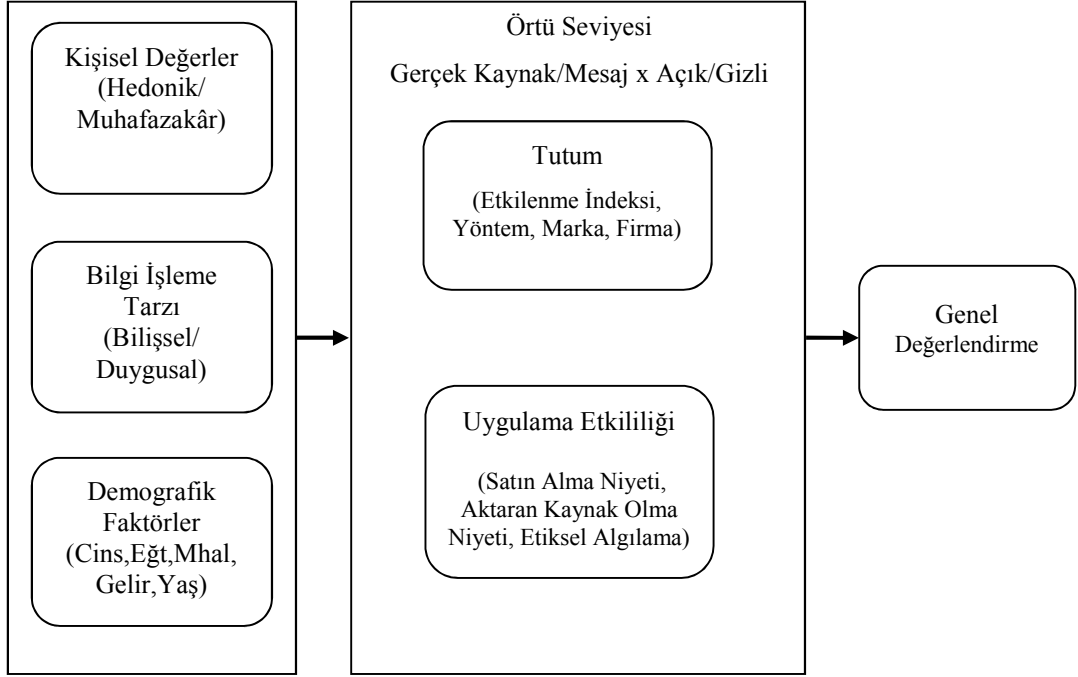 Kişisel Değerler
(Hedonik/
Muhafazakâr)
Bilgi İşleme
Tarzı
(Bilişsel/
Duygusal)
Demografik
Faktörler
(Cins,Eğt,Mhal,
Gelir,Yaş)
Örtü Seviyesi
Gerçek Kaynak/Mesaj x Açık/Gizli
Tutum
(Etkilenme İndeksi,
Yöntem, Marka, Firma)
Uygulama Etkililiği
(Satın Alma Niyeti,
Aktaran Kaynak Olma
Niyeti, Etiksel Algılama)
Genel
Değerlendirme